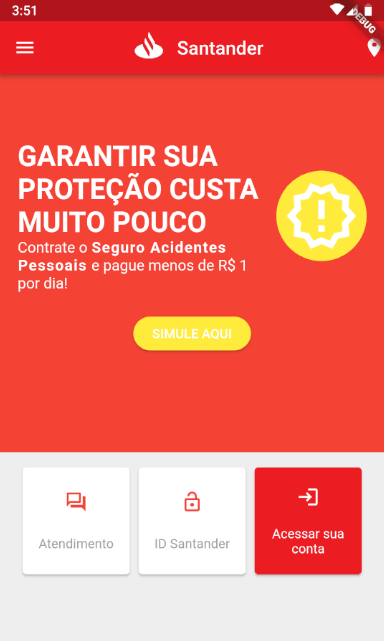 3:51
DEBUG
Santander
GARANTIR SUA
PROTEÇÃO CUSTA
MUITO POUCO
Contrate o Seguro Acidentes
Pessoais e pague menos de R$ 1
por dia!
SIMULE AQUI
Atendimento
ID Santander
Acessar sua
conta